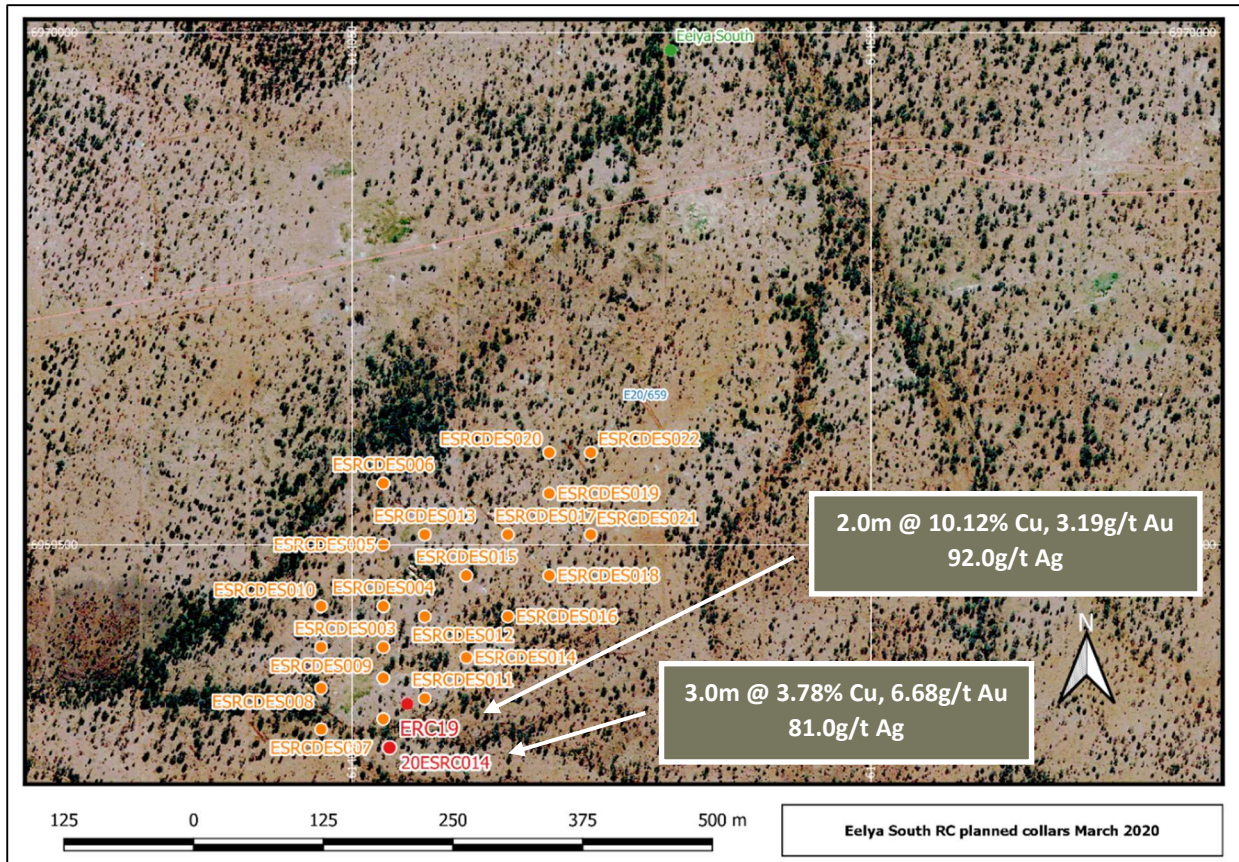 6970000
6970000
Eelya South
E20/659
ESRCDES020
ESRCDES022
ESRCDES006
ESRCDES019
ESRCDES013
ESRCDES017
ESRCDES021
ESRCDES005
6959500
ESRCDES015
ESRCDES010
ESRCDES004
ESRCDES018
ESRCDES003
ESRCDES012
ESRCDES016
ESRCDES009
ESRCDES014
ESRCDES008
ESRCDES011
ERC19
ESRCDES007
20ESRC014
2.0m @ 10.12% Cu, 3.19g/t Au
92.0g/t Ag
3.0m @ 3.78% Cu, 6.68g/t Au
81.0g/t Ag
N
125 0 125 250 375 500 m
Eelya South RC planned collars March 2020